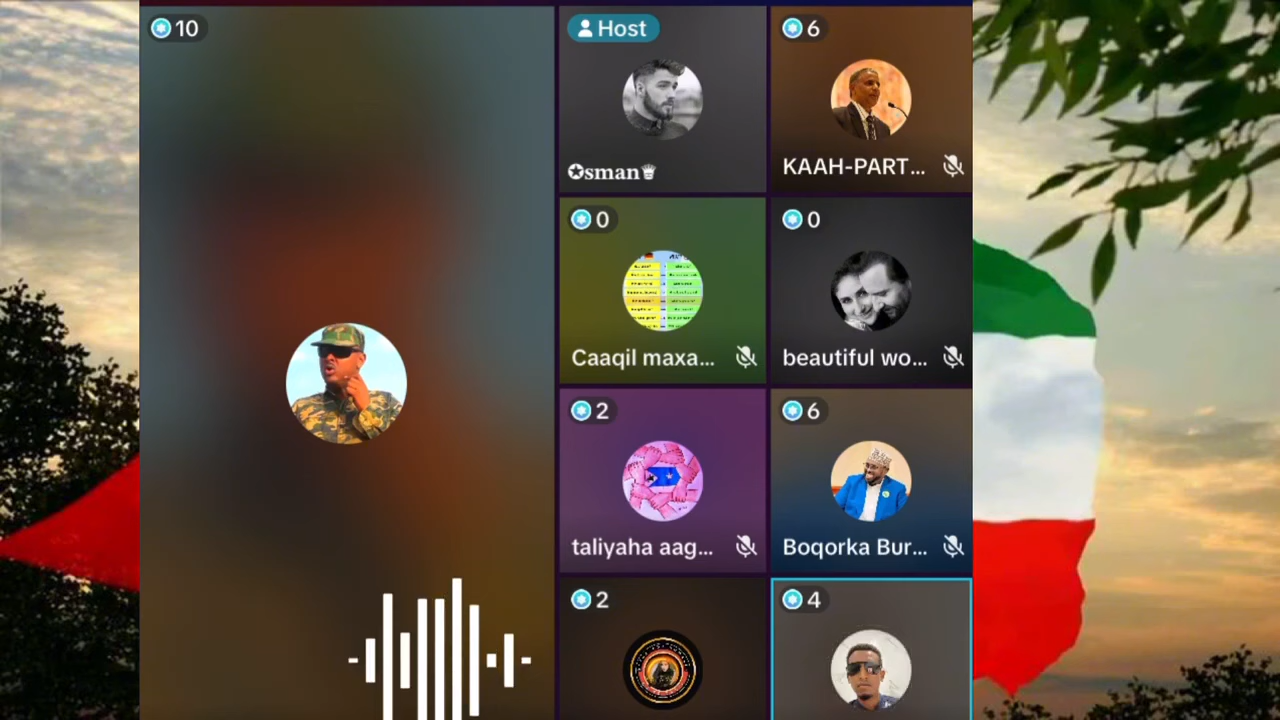 10
Host
✪sman♛
6
KAAH-PART...
0
Caaqil maxa...
0
beautiful wo...
2
taliyaha aag...
6
Boqorka Bur...
2
4